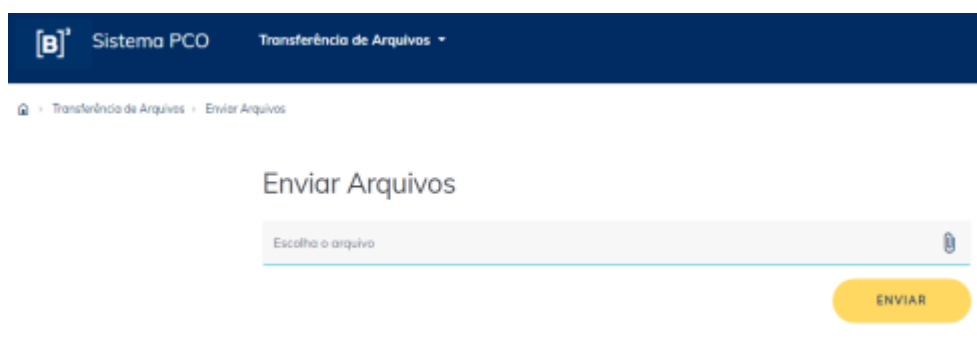 [B]³ Sistema PCO Transferência de Arquivos
Transferência de Arquivos › Enviar Arquivos
Enviar Arquivos
Escolha o arquivo
ENVIAR